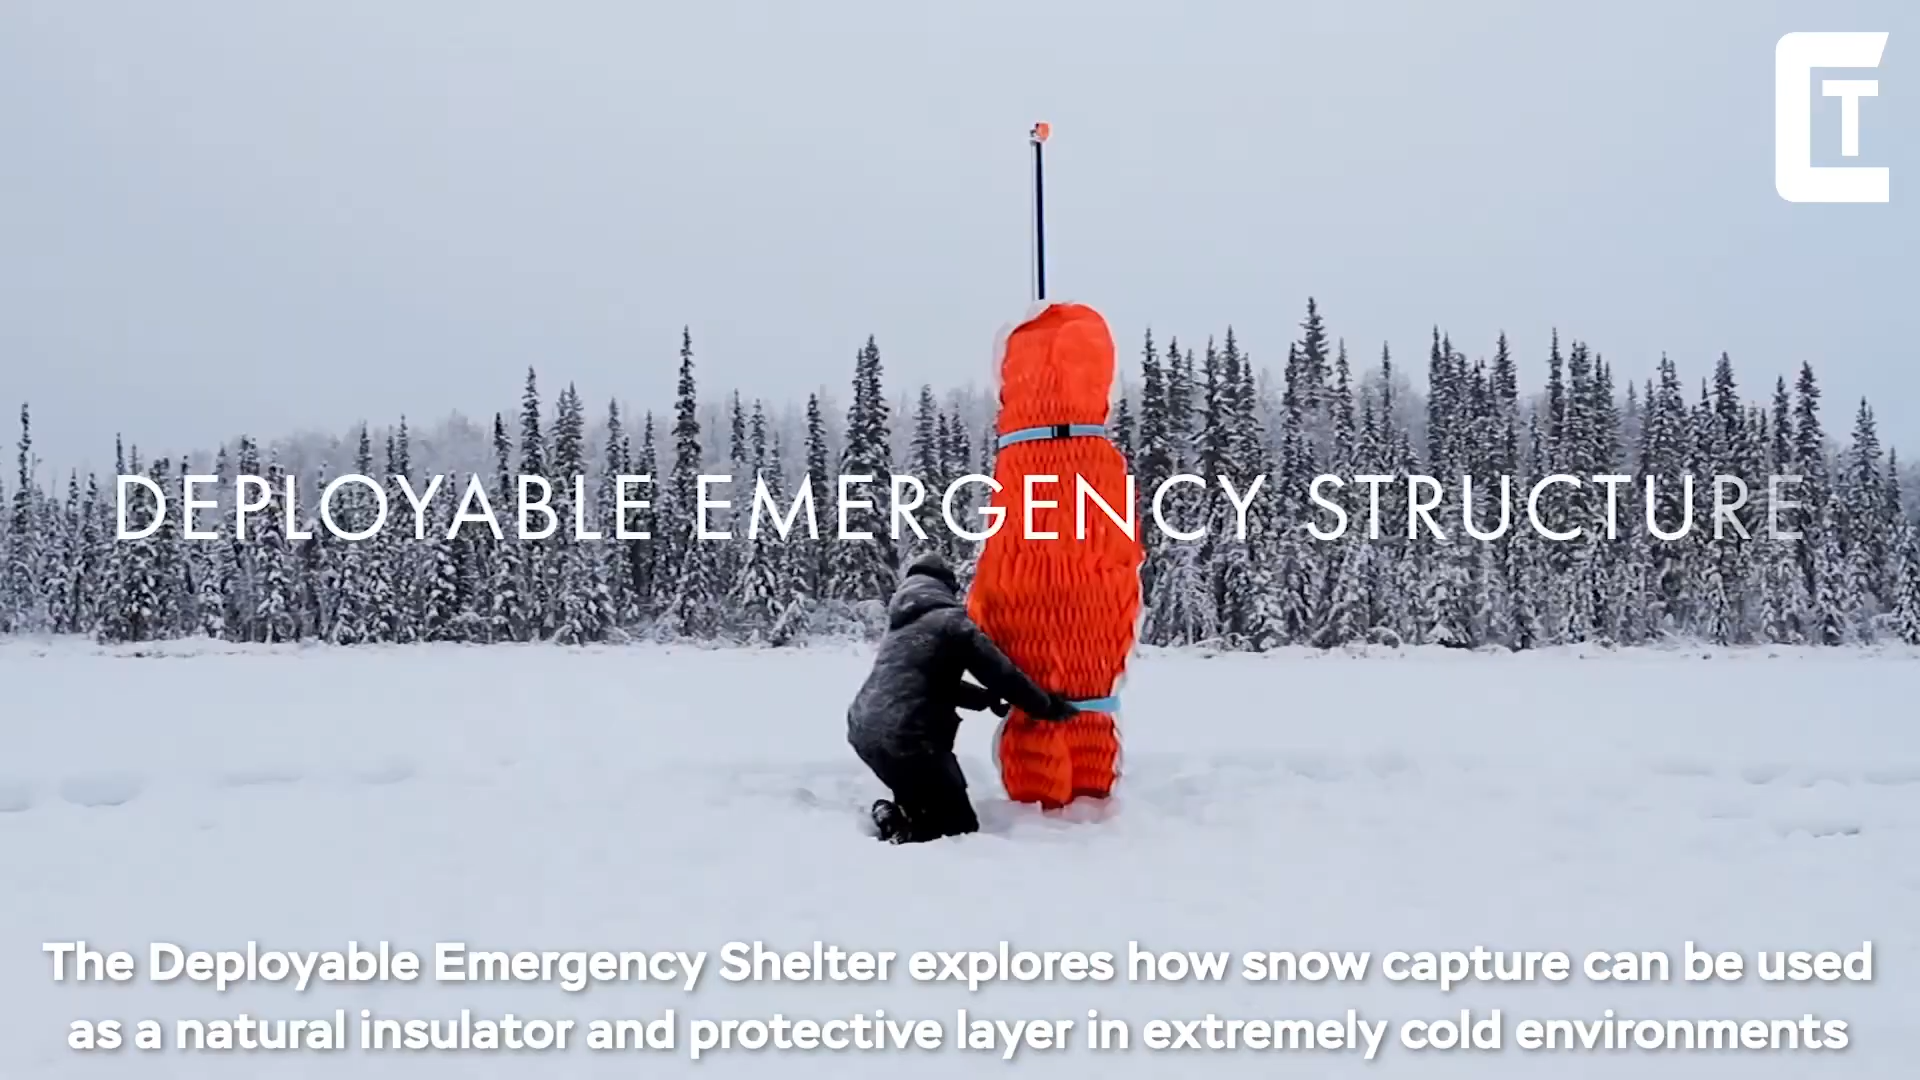 CT
DEPLOYABLE EMERGENCY STRUCTURE
The Deployable Emergency Shelter explores how snow capture can be used
as a natural insulator and protective layer in extremely cold environments